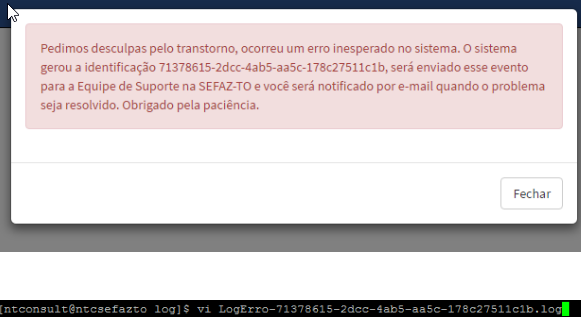 Pedimos desculpas pelo transtorno, ocorreu um erro inesperado no sistema. O sistema
gerou a identificação 71378615-2dcc-4ab5-aa5c-178c27511c1b, será enviado esse evento
para a Equipe de Suporte na SEFAZ-TO e você será notificado por e-mail quando o problema
seja resolvido. Obrigado pela paciência.
Fechar
[ntconsult@ntcsefazto log]$ vi LogErro-71378615-2dcc-4ab5-aa5c-178c27511c1b.log